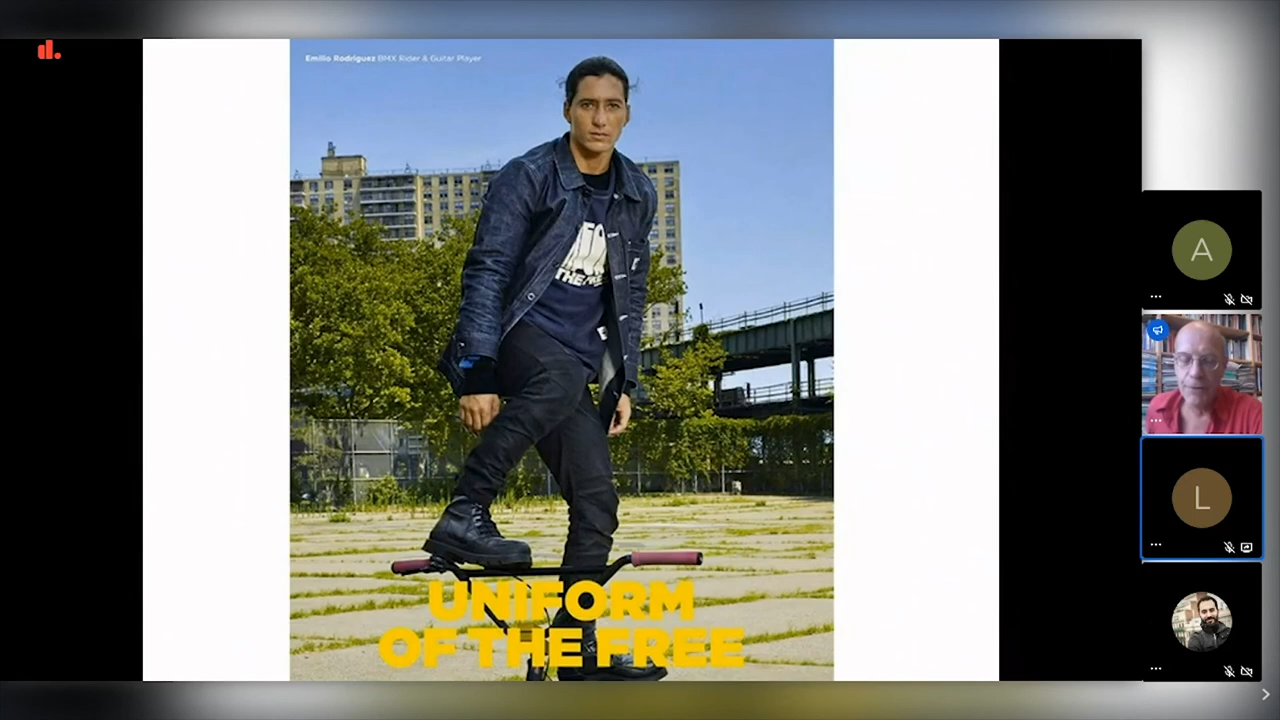 Emilio Rodriguez BMX Rider & Guitar Player
UNIFORM
OF THE FREE
A
L